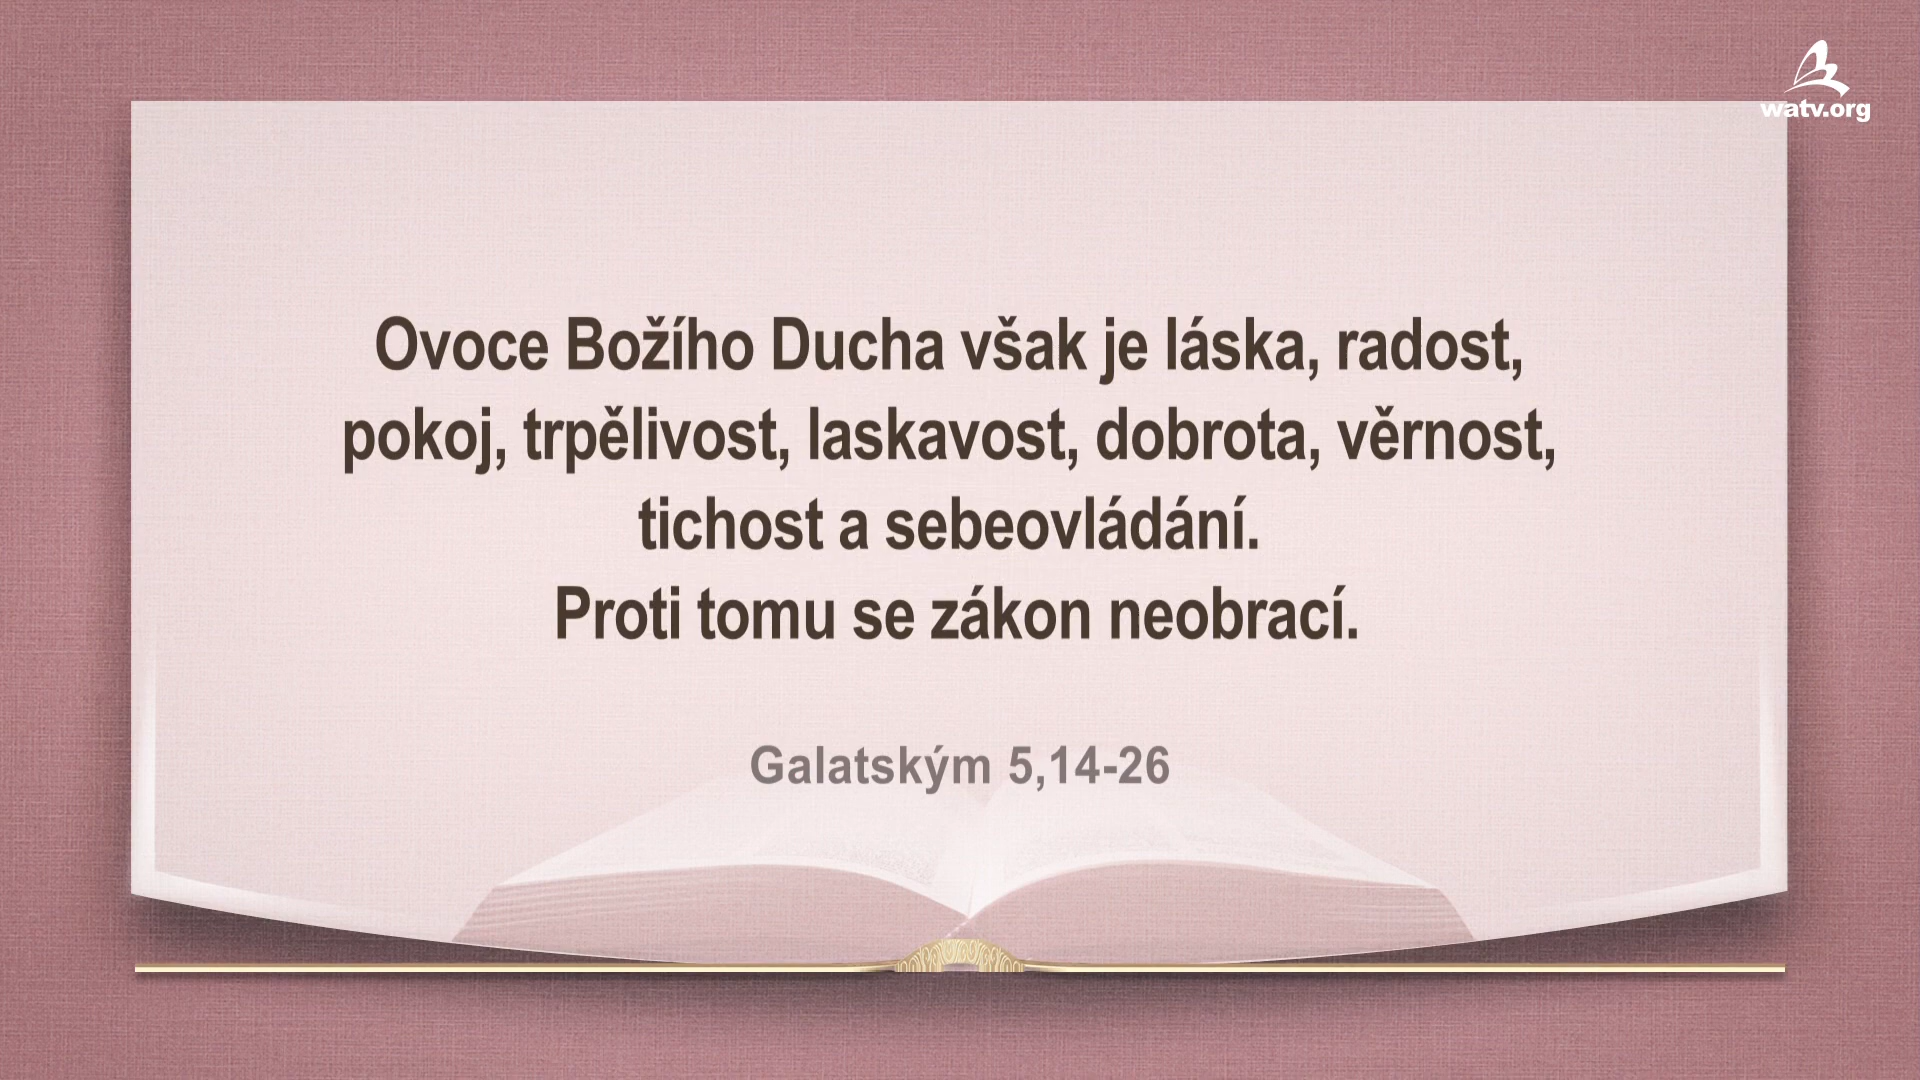 watv.org
Ovoce Božího Ducha však je láska, radost,
pokoj, trpělivost, laskavost, dobrota, věrnost,
tichost a sebeovládání.
Proti tomu se zákon neobrací.
Galatským 5,14-26